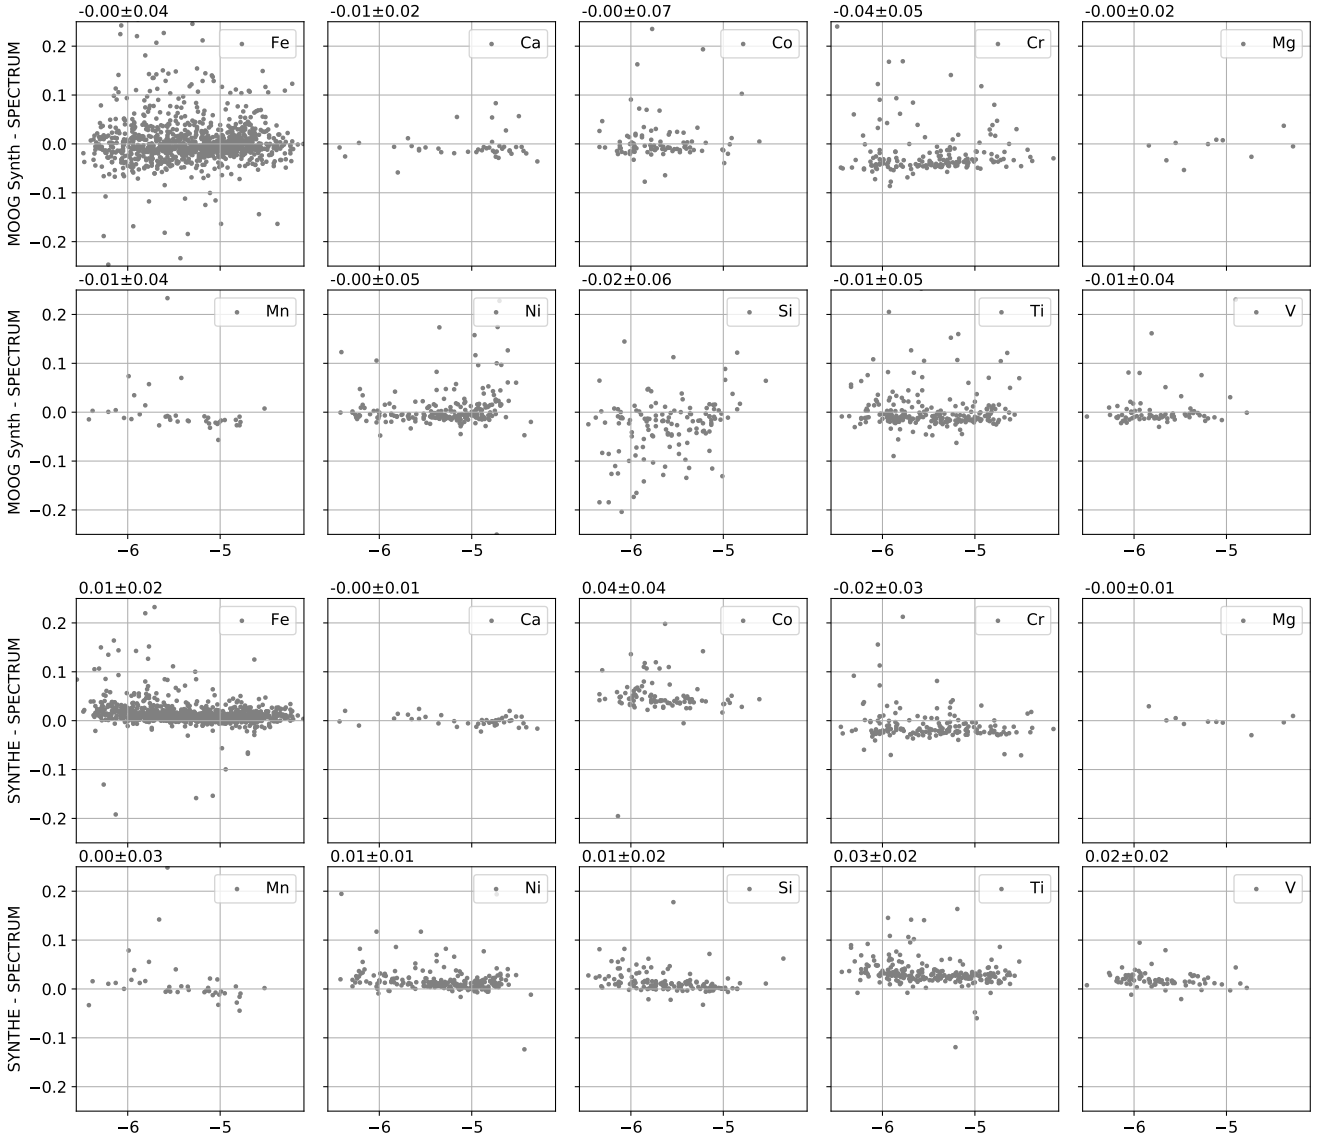 -0.00±0.04 -0.01±0.02 -0.00±0.07 -0.04±0.05 -0.00±0.02
MOOG Synth - SPECTRUM
0.2
0.1
0.0
−0.1
−0.2
Fe Ca Co Cr Mg
-0.01±0.04 -0.00±0.05 -0.02±0.06 -0.01±0.05 -0.01±0.04
MOOG Synth - SPECTRUM
0.2
0.1
0.0
−0.1
−0.2
Mn Ni Si Ti V
−6 −5 −6 −5 −6 −5 −6 −5 −6 −5
0.01±0.02 -0.00±0.01 0.04±0.04 -0.02±0.03 -0.00±0.01
SYNTHE - SPECTRUM
0.2
0.1
0.0
−0.1
−0.2
Fe Ca Co Cr Mg
0.00±0.03 0.01±0.01 0.01±0.02 0.03±0.02 0.02±0.02
SYNTHE - SPECTRUM
0.2
0.1
0.0
−0.1
−0.2
Mn Ni Si Ti V
−6 −5 −6 −5 −6 −5 −6 −5 −6 −5